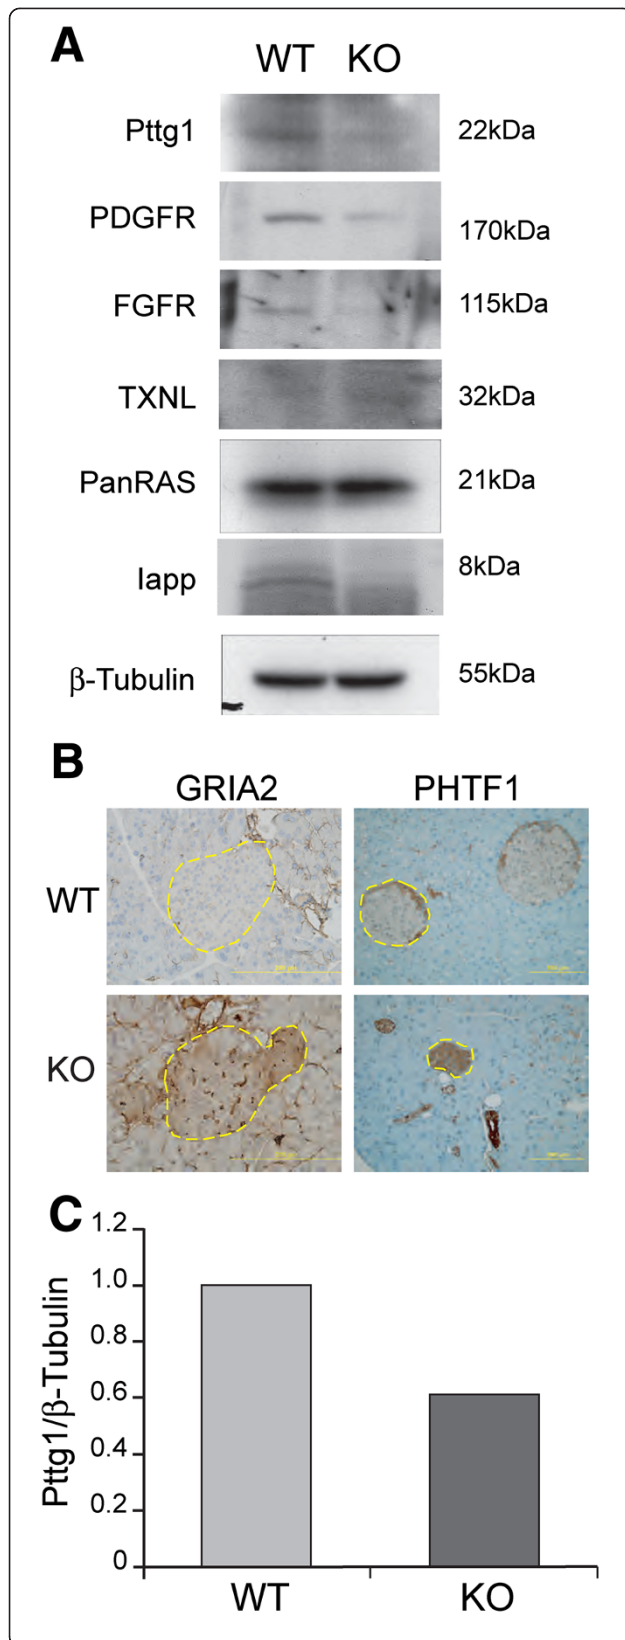 A
WT KO
Pttg1 22kDa
PDGFR 170kDa
FGFR 115kDa
TXNL 32kDa
PanRAS 21kDa
Iapp 8kDa
β-Tubulin 55kDa
B
GRIA2 PHTF1
WT
KO
C
Pttg1/β-Tubulin
1.2
1.0
0.8
0.6
0.4
0.2
0
WT KO